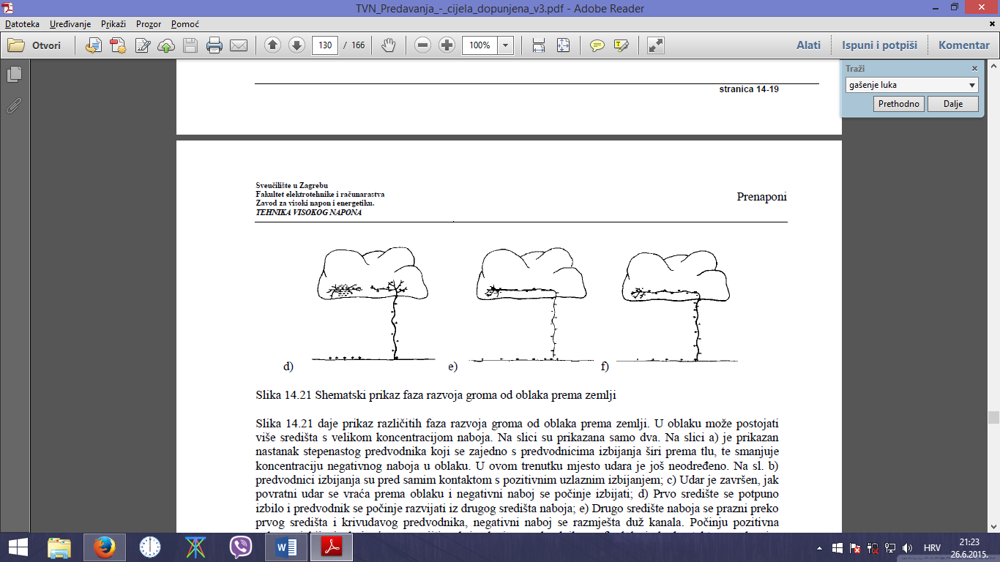 TVN_Predavanja_-_cijela_dopunjena_v3.pdf - Adobe Reader
Datoteka Uređivanje Prikaži Prozor Pomoć
Otvori 130 / 166 100% Alati Ispuni i potpiši Komentar
Traži
gašenje luka
Prethodno Dalje
stranica 14-19
Sveučilište u Zagrebu
Fakultet elektrotehnike i računarastva
Zavod za visoki napon i energetiku.
TEHNIKA VISOKOG NAPONA
Prenaponi
d) e) f)
Slika 14.21 Shematski prikaz faza razvoja groma od oblaka prema zemlji
Slika 14.21 daje prikaz različitih faza razvoja groma od oblaka prema zemlji. U oblaku može postojati
više središta s velikom koncentracijom naboja. Na slici su prikazana samo dva. Na slici a) je prikazan
nastanak stepenastog predvodnika koji se zajedno s predvodnicima izbijanja širi prema tlu, te smanjuje
koncentraciju negativnog naboja u oblaku. U ovom trenutku mjesto udara je još neodređeno. Na sl. b)
predvodnici izbijanja su pred samim kontaktom s pozitivnim uzlaznim izbijanjem; c) Udar je završen, jak
povratni udar se vraća prema oblaku i negativni naboj se počinje izbijati; d) Prvo središte se potpuno
izbilo i predvodnik se počinje razvijati iz drugog središta naboja; e) Drugo središte naboja se prazni preko
prvog središta i krivudavog predvodnika, negativni naboj se razmješta duž kanala. Počinju pozitivna
HRV
21:23
26.6.2015.